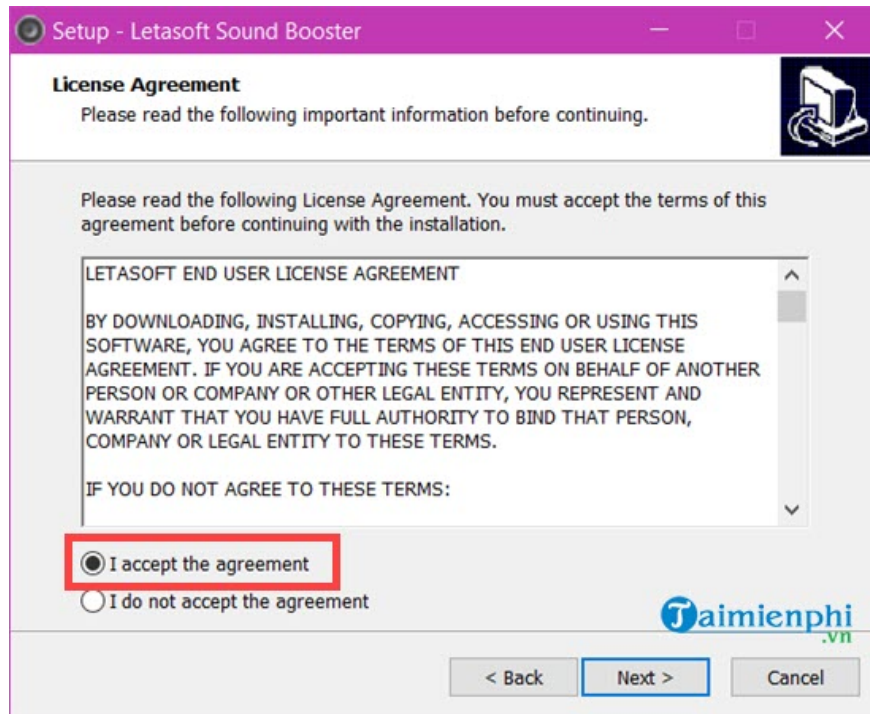 Setup - Letasoft Sound Booster
License Agreement
Please read the following important information before continuing.
Please read the following License Agreement. You must accept the terms of this
agreement before continuing with the installation.
LETASOFT END USER LICENSE AGREEMENT
BY DOWNLOADING, INSTALLING, COPYING, ACCESSING OR USING THIS
SOFTWARE, YOU AGREE TO THE TERMS OF THIS END USER LICENSE
AGREEMENT. IF YOU ARE ACCEPTING THESE TERMS ON BEHALF OF ANOTHER
PERSON OR COMPANY OR OTHER LEGAL ENTITY, YOU REPRESENT AND
WARRANT THAT YOU HAVE FULL AUTHORITY TO BIND THAT PERSON,
COMPANY OR LEGAL ENTITY TO THESE TERMS.
IF YOU DO NOT AGREE TO THESE TERMS:
I accept the agreement
I do not accept the agreement
Taimienphi
.vn
< Back
Next >
Cancel